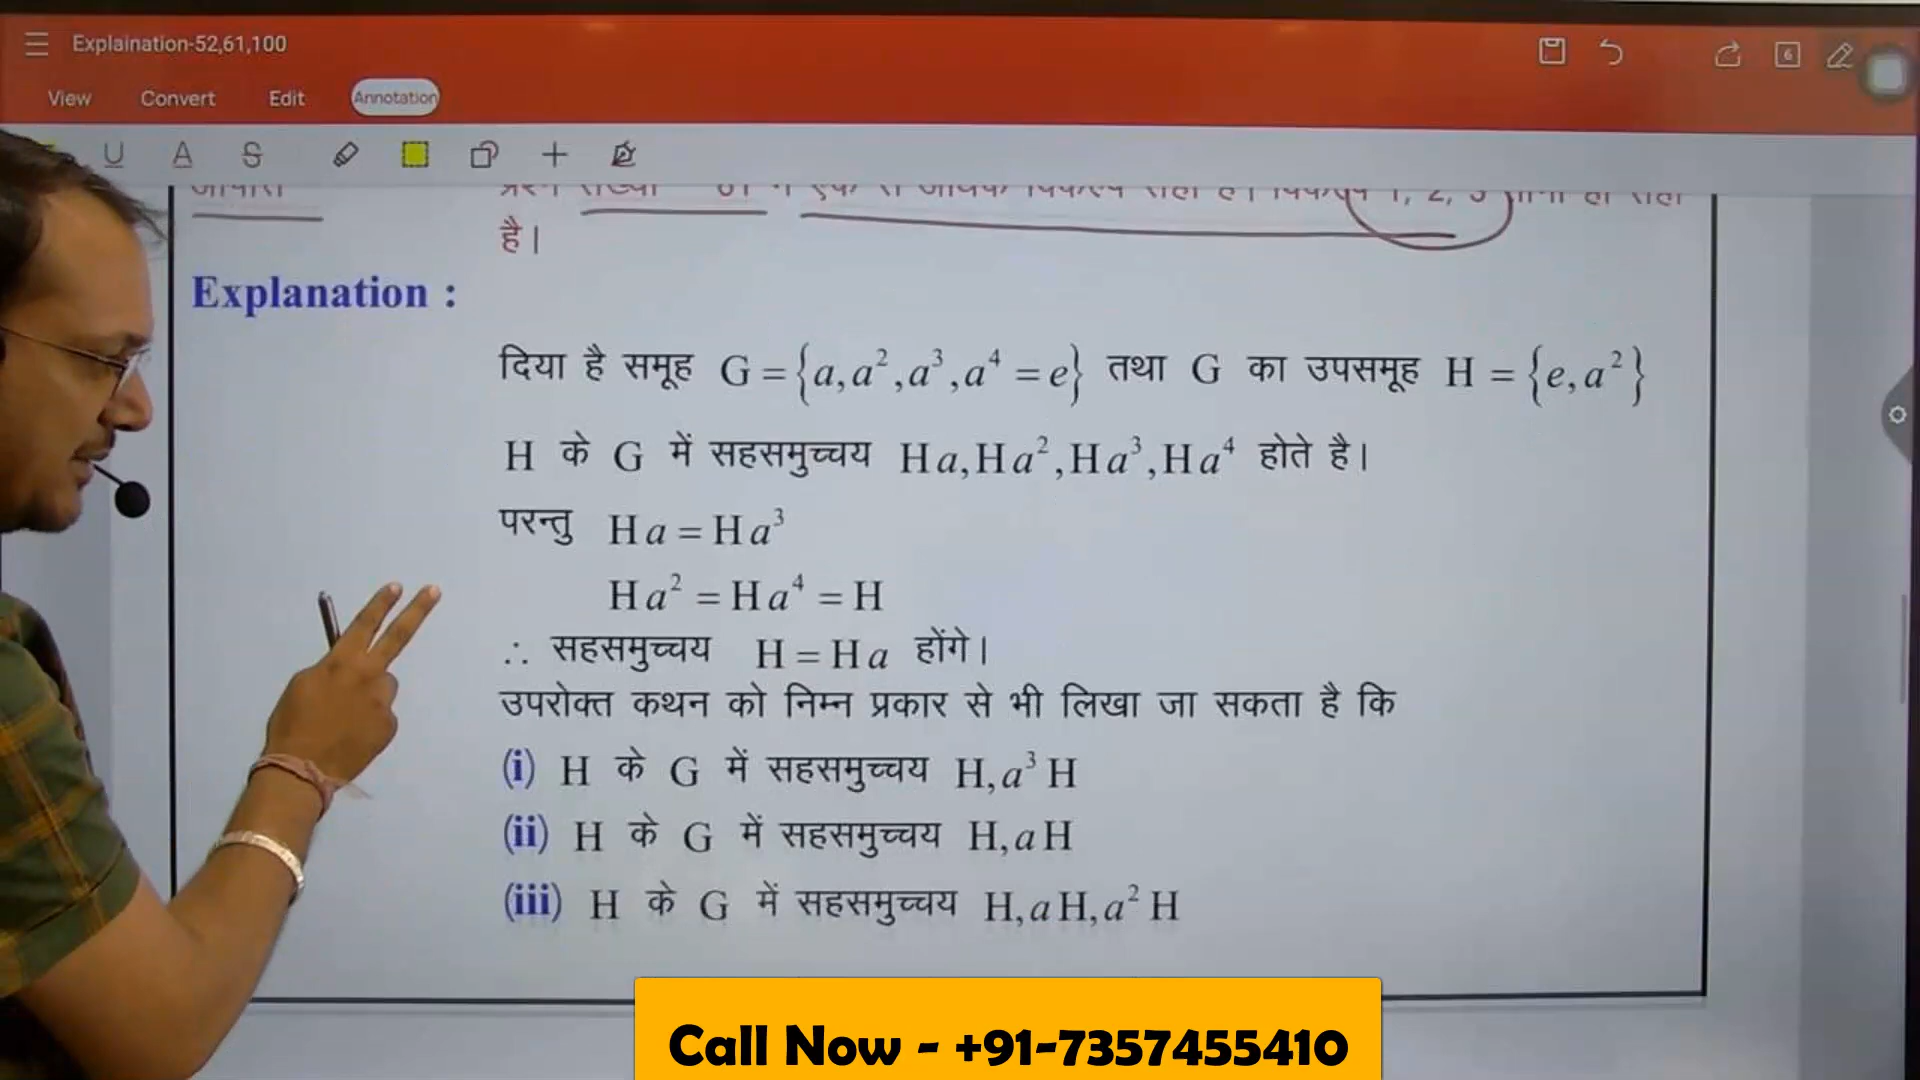 Explaination-52,61,100
6
View Convert Edit Annotation
U A S
है।
Explanation :
दिया है समूह G={a,a²,a³,a⁴=e} तथा G का उपसमूह H={e,a²}
H के G में सहसमुच्चय Ha,Ha²,Ha³,Ha⁴ होते है।
परन्तु Ha=Ha³
Ha²=Ha⁴=H
∴ सहसमुच्चय H=Ha होंगे।
उपरोक्त कथन को निम्न प्रकार से भी लिखा जा सकता है कि
(i) H के G में सहसमुच्चय H,a³H
(ii) H के G में सहसमुच्चय H,aH
(iii) H के G में सहसमुच्चय H,aH,a²H
Call Now - +91-7357455410